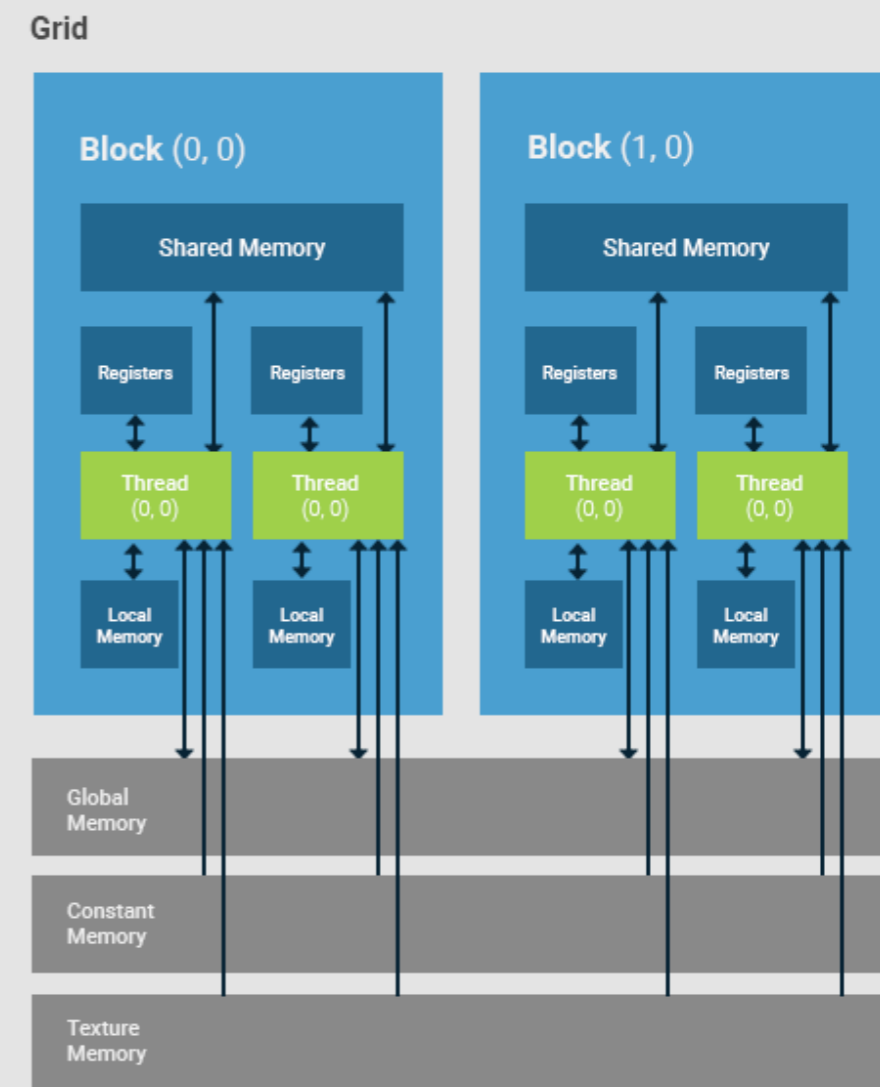 Grid
Block (0, 0)
Block (1, 0)
Shared Memory
Shared Memory
Registers
Registers
Registers
Registers
Thread
(0, 0)
Thread
(0, 0)
Thread
(0, 0)
Thread
(0, 0)
Local
Memory
Local
Memory
Local
Memory
Local
Memory
Global
Memory
Constant
Memory
Texture
Memory